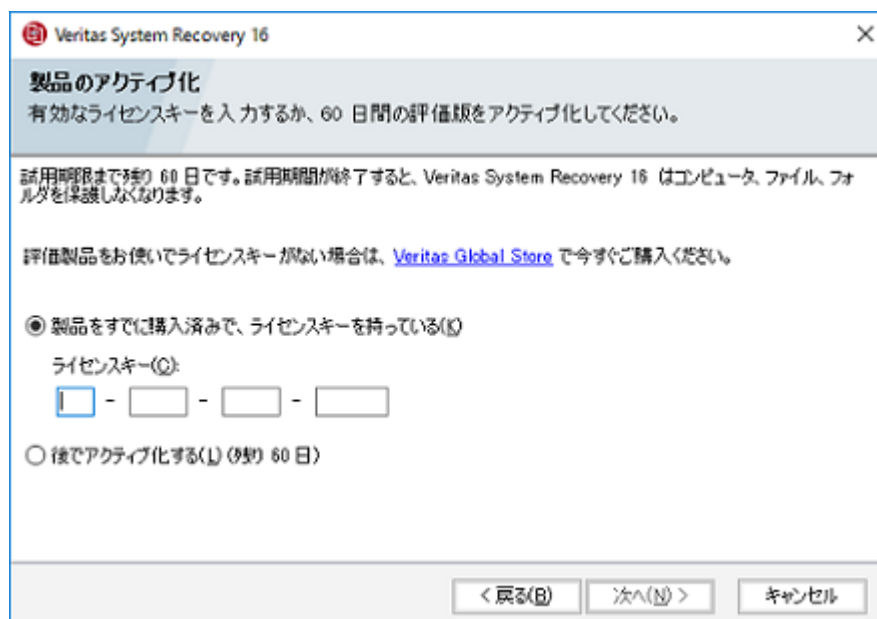 Veritas System Recovery 16
製品のアクティブ化
有効なライセンスキーを入力するか、60 日間の評価版をアクティブ化してください。
試用期限まで残り 60 日です。試用期間が終了すると、Veritas System Recovery 16 はコンピュータ、ファイル、フォ
ルダを保護しなくなります。
評価製品をお使いでライセンスキーがない場合は、Veritas Global Store で今すぐご購入ください。
製品をすでに購入済みで、ライセンスキーを持っている(K)
ライセンスキー(C):
- - -
後でアクティブ化する(L) (残り 60 日)
< 戻る(B) 次へ(N) > キャンセル